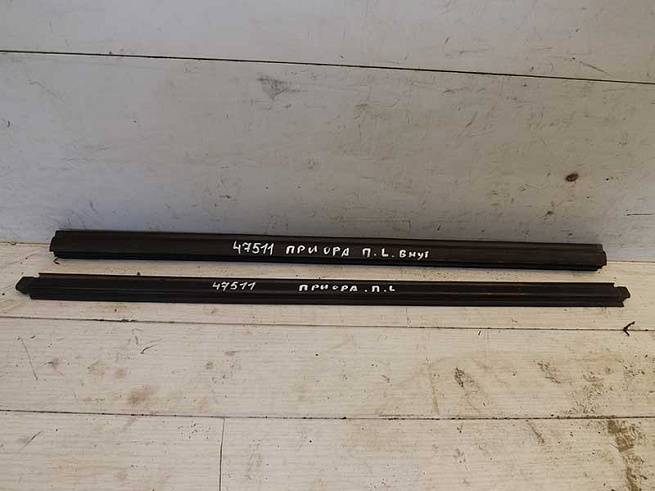 47511 ПРИОРА П. L. Внут
47511 ПРИОРА. П. L